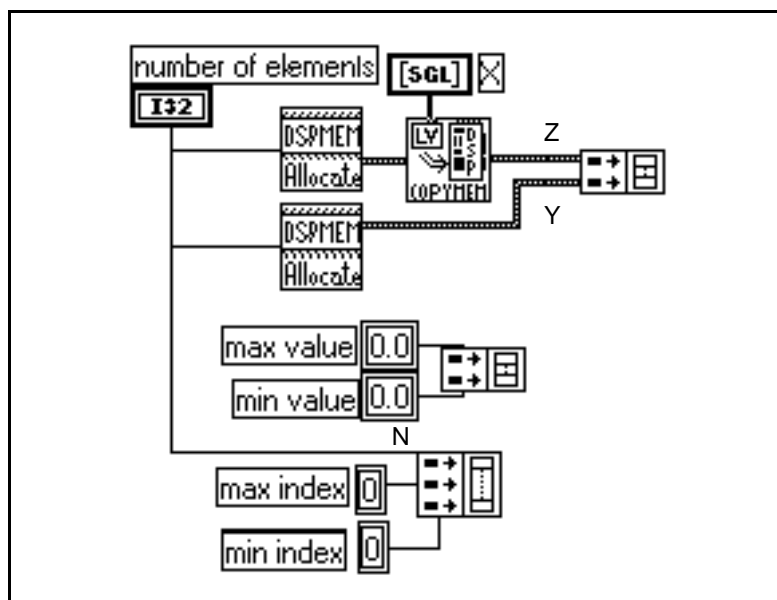 number of elements
[SGL]
X
I32
DSPMEM
Allocate
LV
DSP
COPYMEM
Z
Y
DSPMEM
Allocate
max value
0.0
min value
0.0
N
max index
0
min index
0